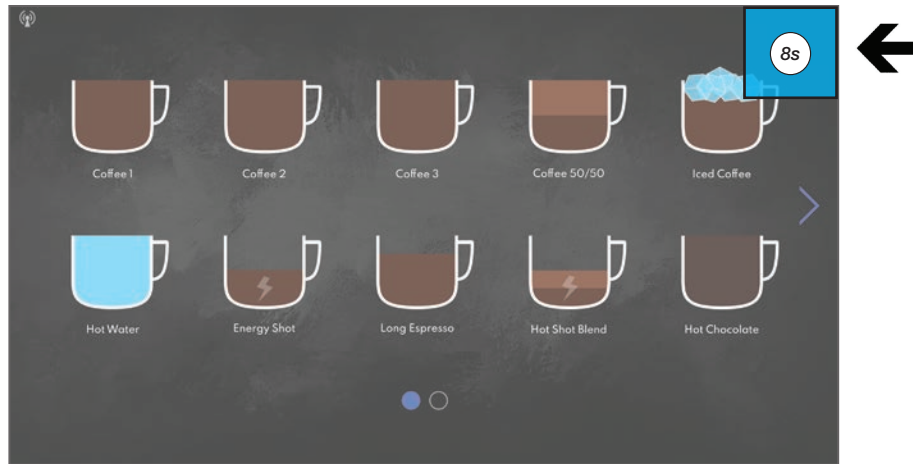 8s
Coffee 1
Coffee 2
Coffee 3
Coffee 50/50
Iced Coffee
Hot Water
Energy Shot
Long Espresso
Hot Shot Blend
Hot Chocolate